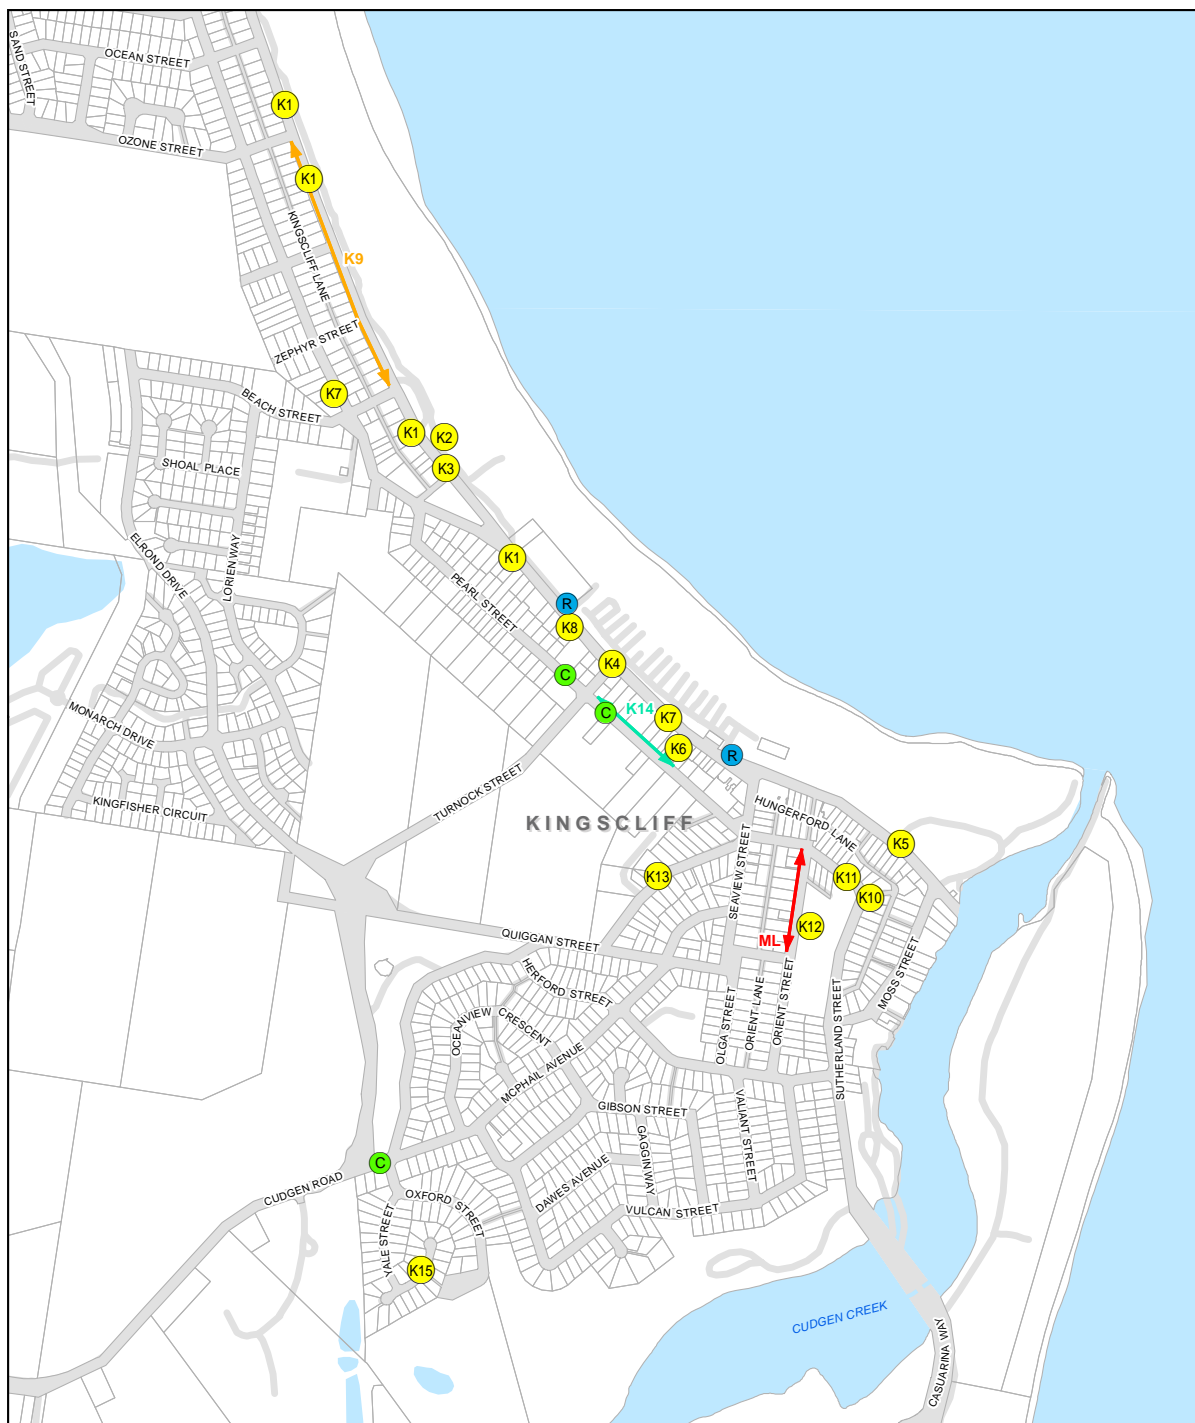 SAND STREET
OCEAN STREET
K1
OZONE STREET
K1
KINGSCLIFF LANE
K9
ZEPHYR STREET
K7
BEACH STREET
K1
K2
K3
SHOAL PLACE
ELROND DRIVE
LORIEN WAY
K1
PEARL STREET
R
K8
K4
C
K14
C
K7
K6
R
MONARCH DRIVE
KINGFISHER CIRCUIT
TURNOCK STREET
KINGSCLIFF
HUNGERFORD LANE
K5
K13
SEAVIEW STREET
K11
K10
K12
ML
QUIGGAN STREET
HERFORD STREET
OCEANVIEW CRESCENT
MCPHAIL AVENUE
OLGA STREET
ORIENT LANE
ORIENT STREET
SUTHERLAND STREET
MOSS STREET
GIBSON STREET
GAGGIN WAY
VALIANT STREET
C
CUDGEN ROAD
OXFORD STREET
DAWES AVENUE
VULCAN STREET
YALE STREET
K15
CUDGEN CREEK
CASUARINA WAY